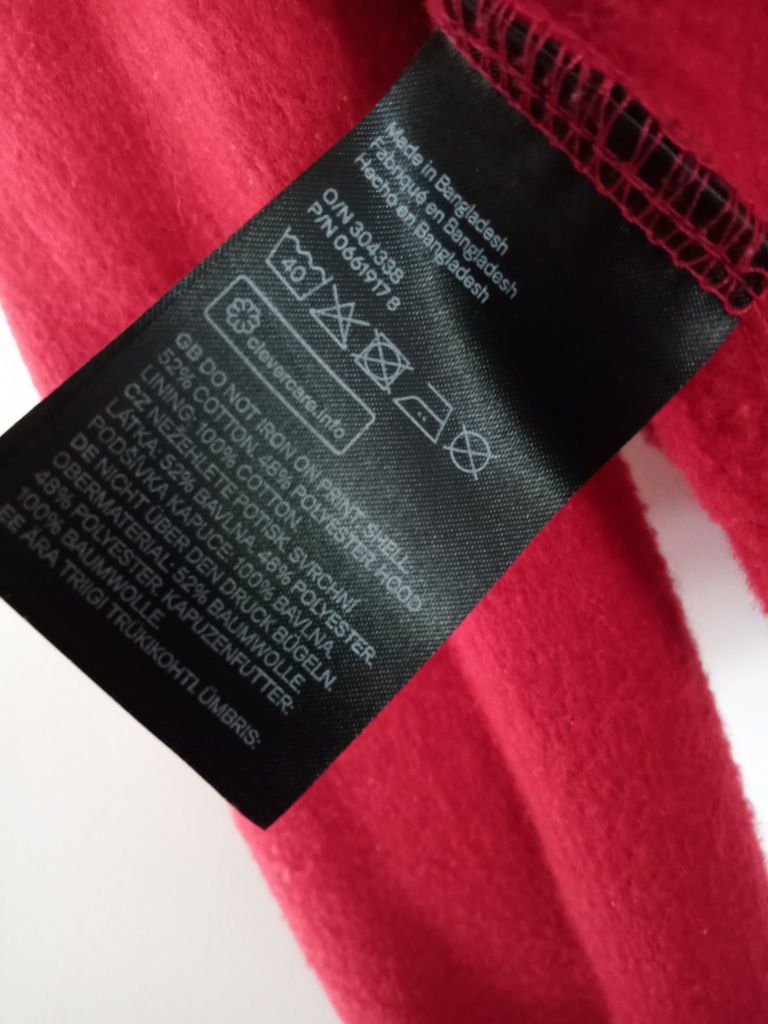 Made in Bangladesh
Fabriqué en Bangladesh
Hecho en Bangladesh
O/N 304338
P/N 0661917 8
40
clevercare.info
GB DO NOT IRON ON PRINT. SHELL:
52% COTTON, 48% POLYESTER. HOOD
LINING: 100% COTTON.
CZ NEŽEHLETE POTISK. SVRCHNÍ
LÁTKA: 52% BAVLNA, 48% POLYESTER.
PODŠÍVKA KAPUCE: 100% BAVLNA.
DE NICHT ÜBER DEN DRUCK BÜGELN.
OBERMATERIAL: 52% BAUMWOLLE,
48% POLYESTER. KAPUZENFUTTER:
100% BAUMWOLLE
EE ÄRA TRIIGI TRÜKIKOHTI. ÜMBRIS: